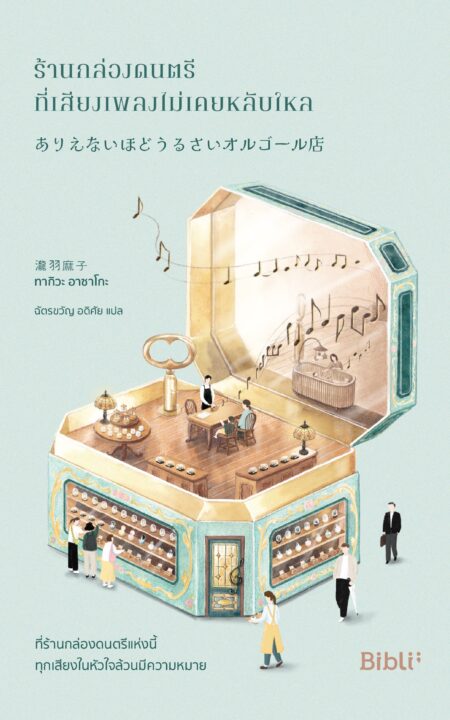 ร้านกล่องดนตรี
ที่เสียงเพลงไม่เคยหลับใหล
ありえないほどうるさいオルゴール店
瀧羽麻子
ทากิวะ อาซาโกะ
ฉัตรขวัญ อดิศัย แปล
ที่ร้านกล่องดนตรีแห่งนี้
ทุกเสียงในหัวใจล้วนมีความหมาย
Bibli